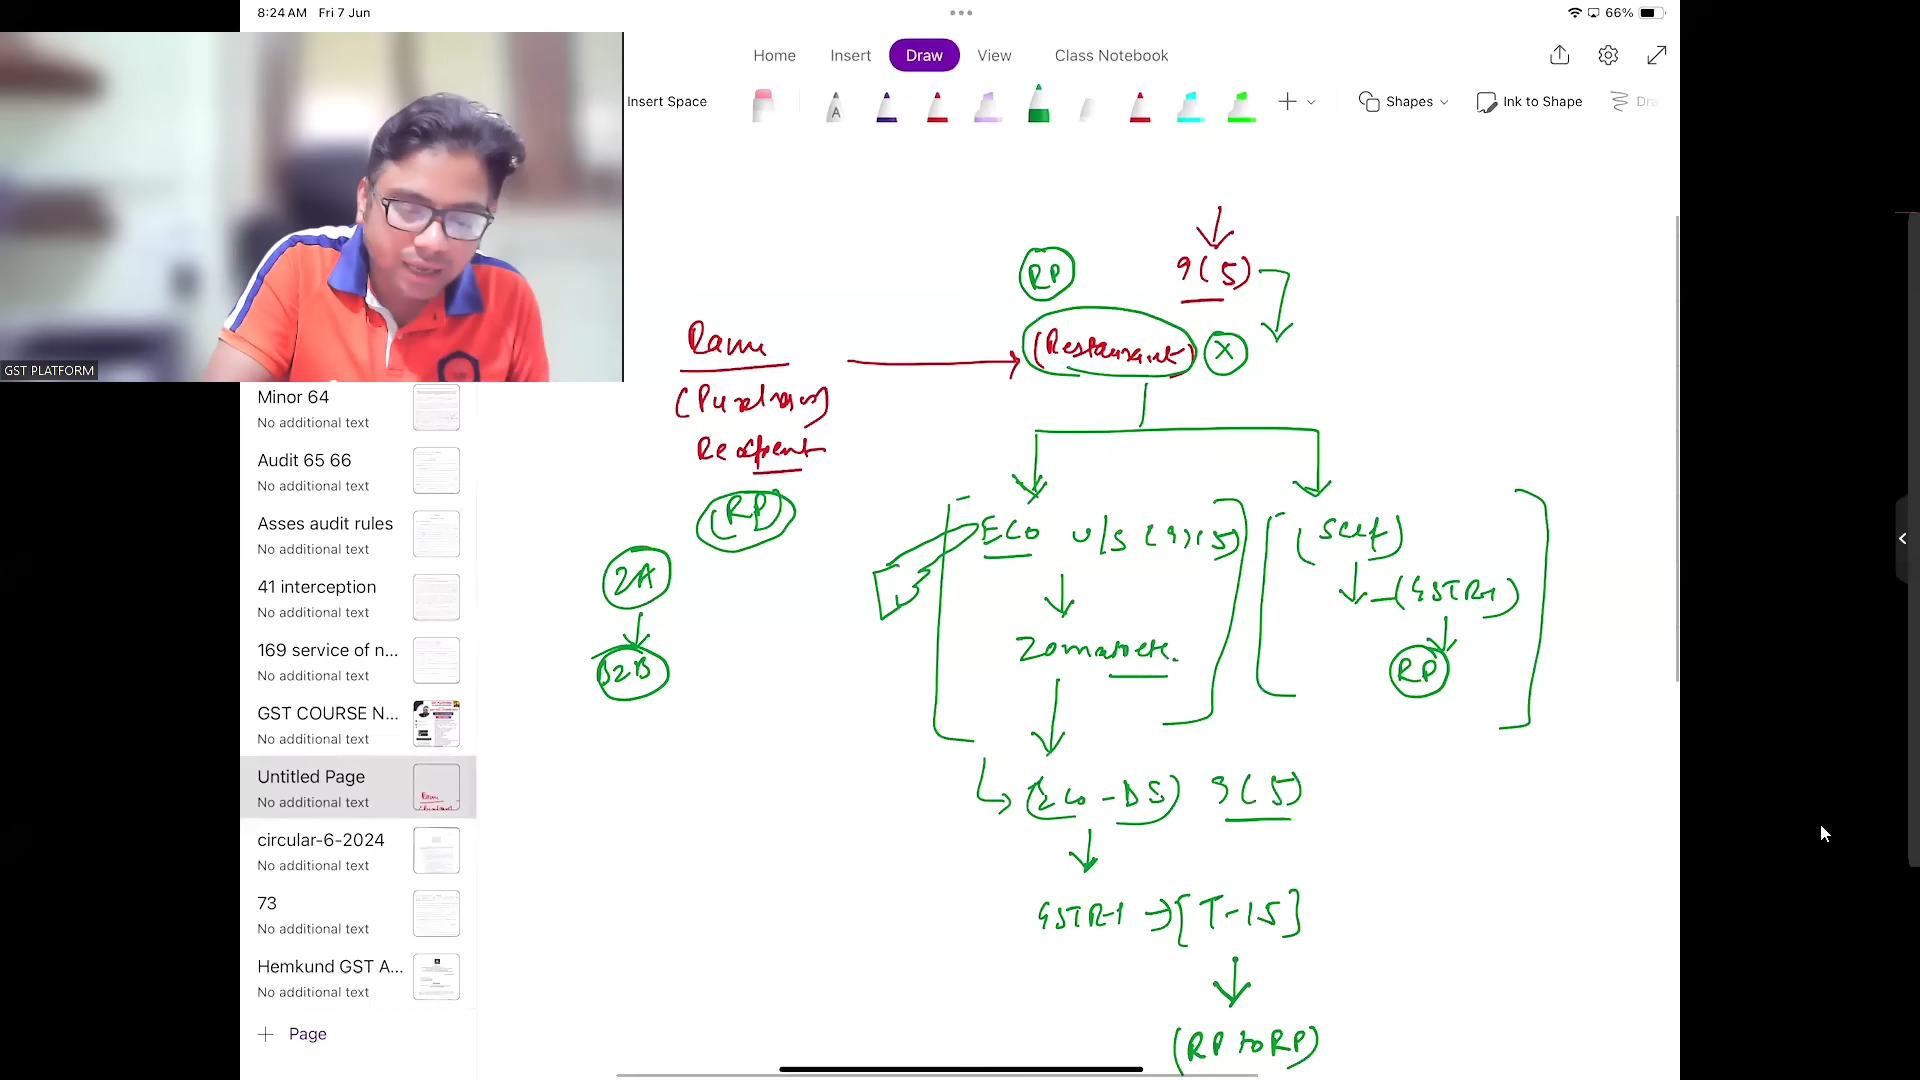 8:24 AM Fri 7 Jun
66%
Home Insert Draw View Class Notebook
Insert Space
A
Shapes
Ink to Shape
Dra
GST PLATFORM
Minor 64
No additional text
Audit 65 66
No additional text
Asses audit rules
No additional text
41 interception
No additional text
169 service of n...
No additional text
GST COURSE N...
No additional text
Untitled Page
No additional text
circular-6-2024
No additional text
73
No additional text
Hemkund GST A...
No additional text
Page
9(5)
RP
(Restaurant) X
RP
2A
B2B
ECO u/s (9)(5)
Zomato etc.
(Self)
(GSTR-1)
RP
(ECO-DS) 9(5)
GSTR-1 → [T-15]
(RP to RP)